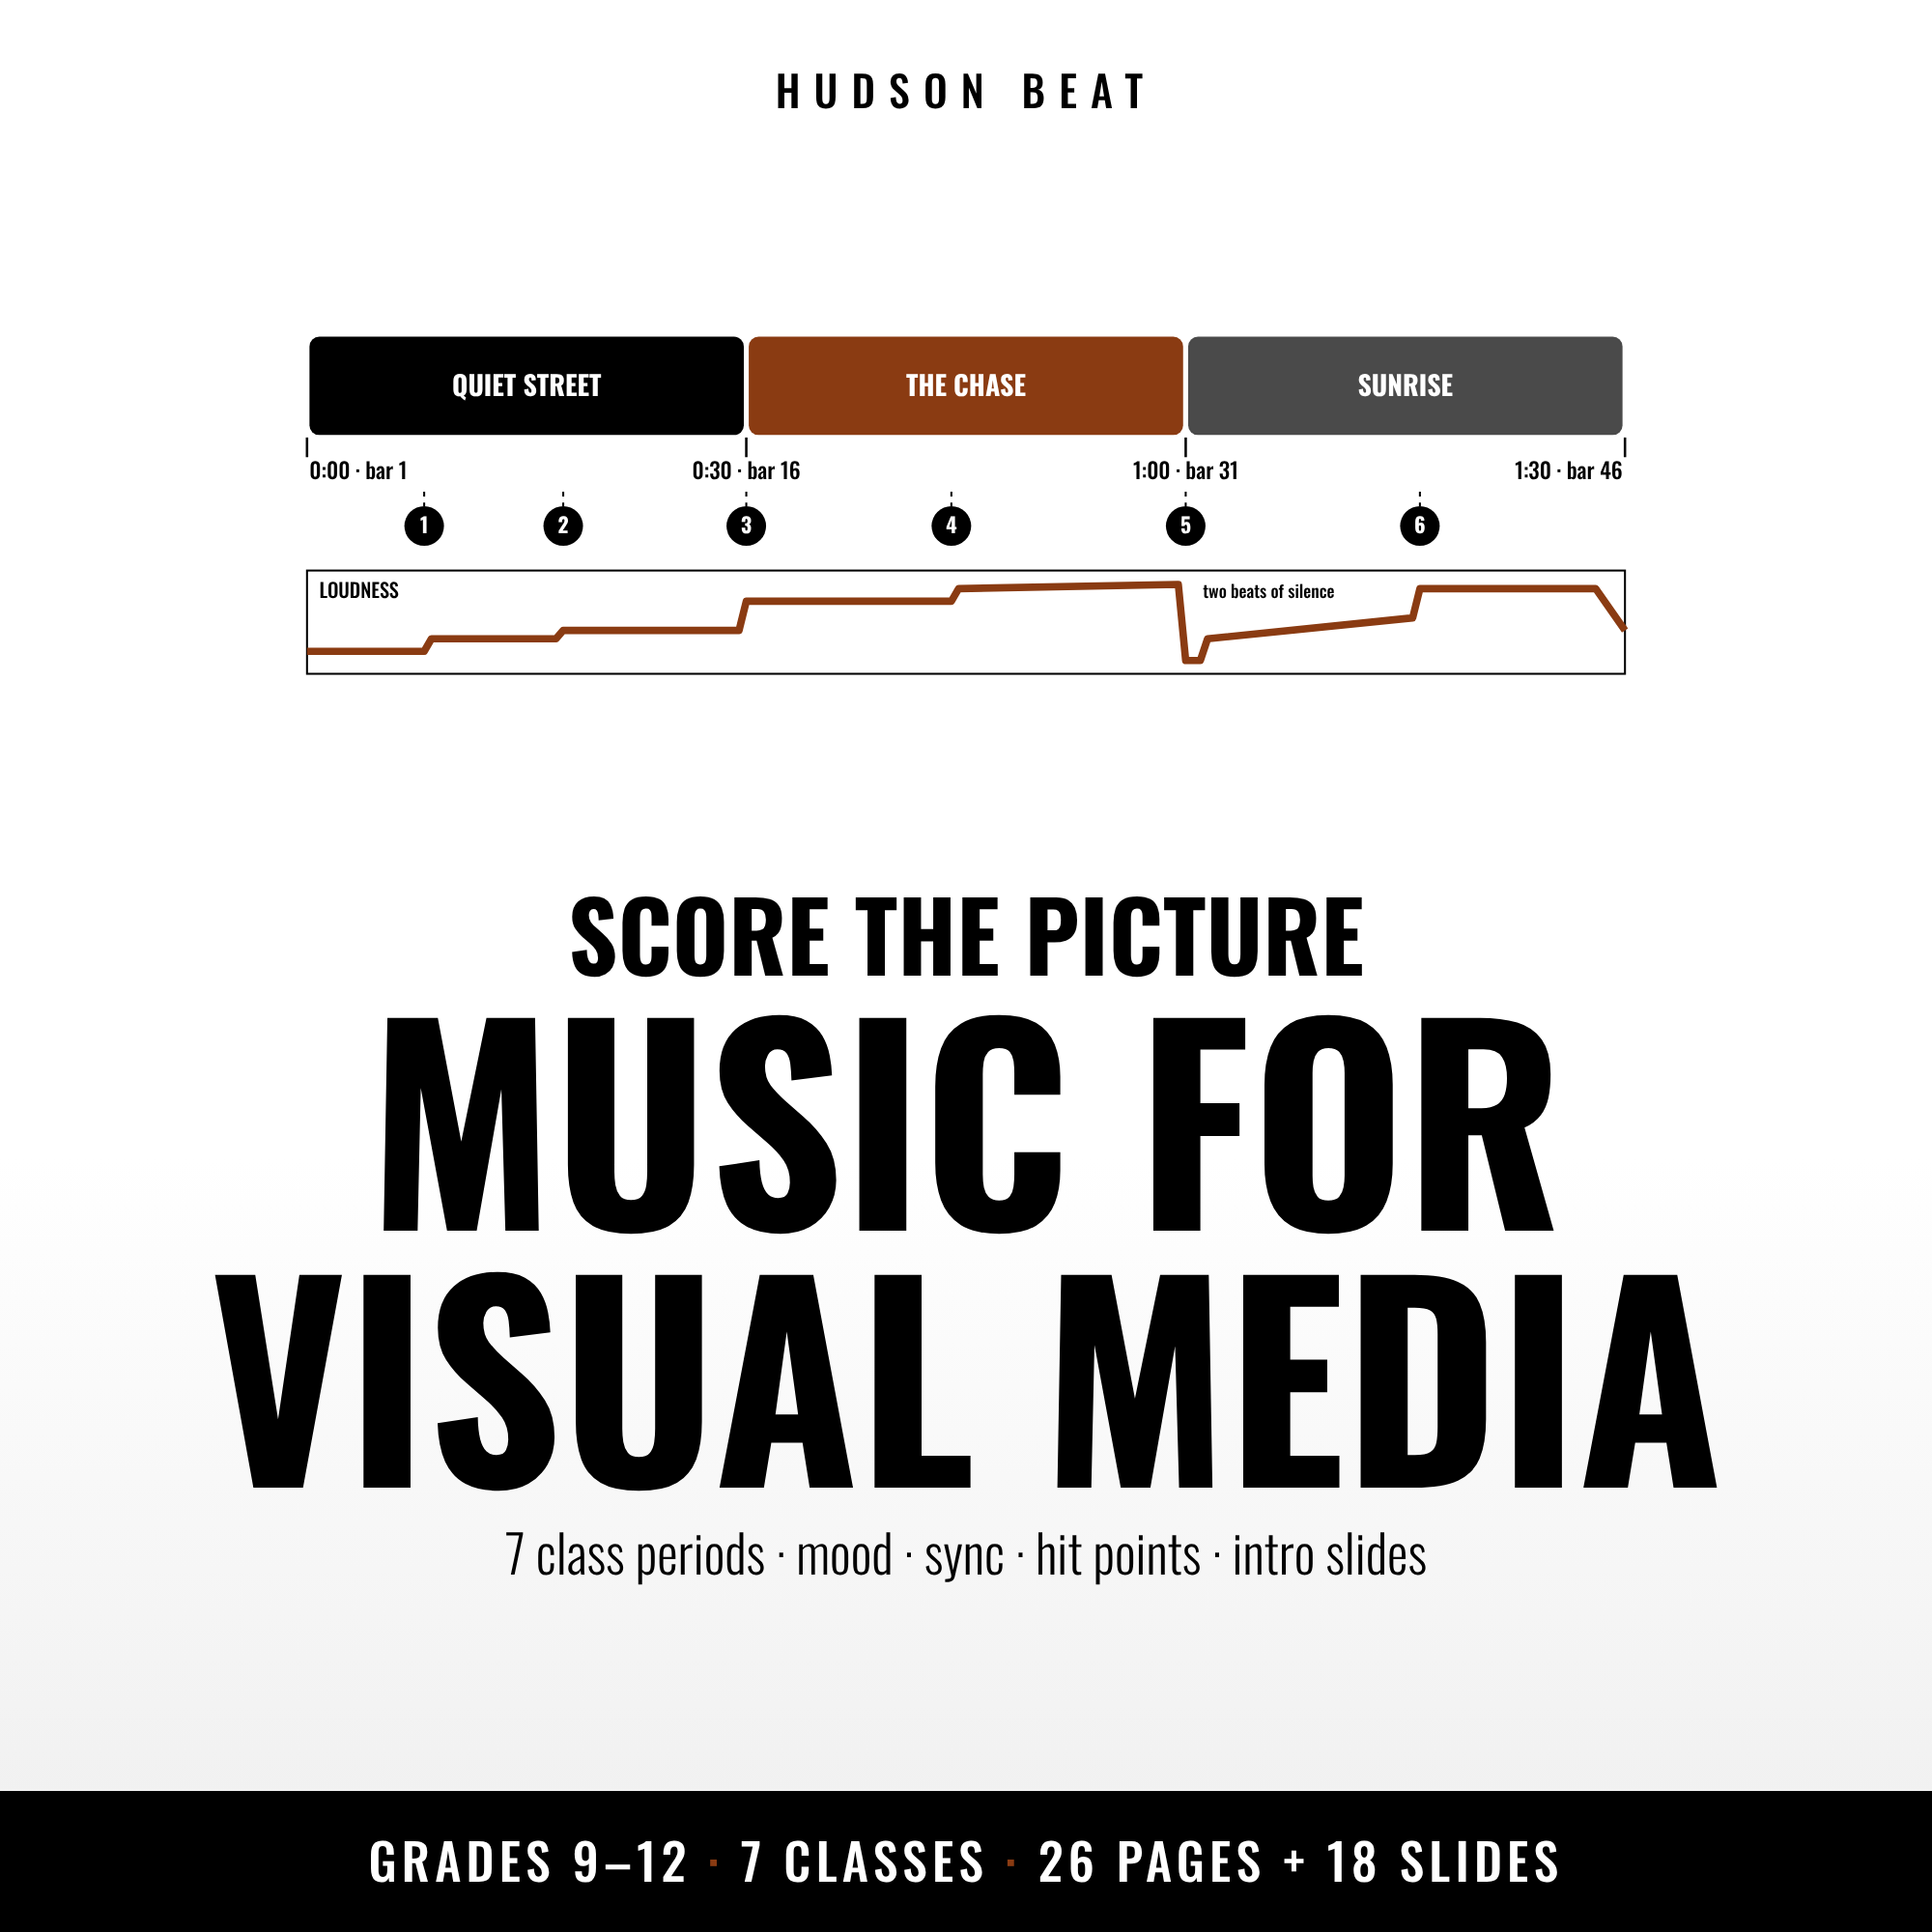 HUDSON BEAT
QUIET STREET THE CHASE SUNRISE
0:00 · bar 1 0:30 · bar 16 1:00 · bar 31 1:30 · bar 46
1 2 3 4 5 6
LOUDNESS two beats of silence
SCORE THE PICTURE
MUSIC FOR
VISUAL MEDIA
7 class periods · mood · sync · hit points · intro slides
GRADES 9–12 · 7 CLASSES · 26 PAGES + 18 SLIDES